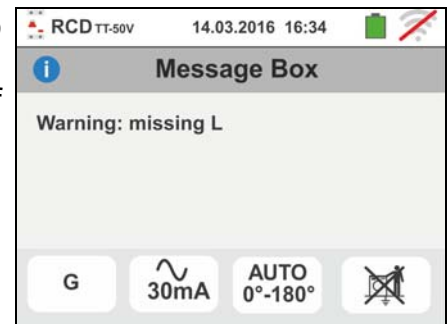 RCD TT-50V 14.03.2016 16:34
Message Box
Warning: missing L
G
30mA
AUTO
0°-180°